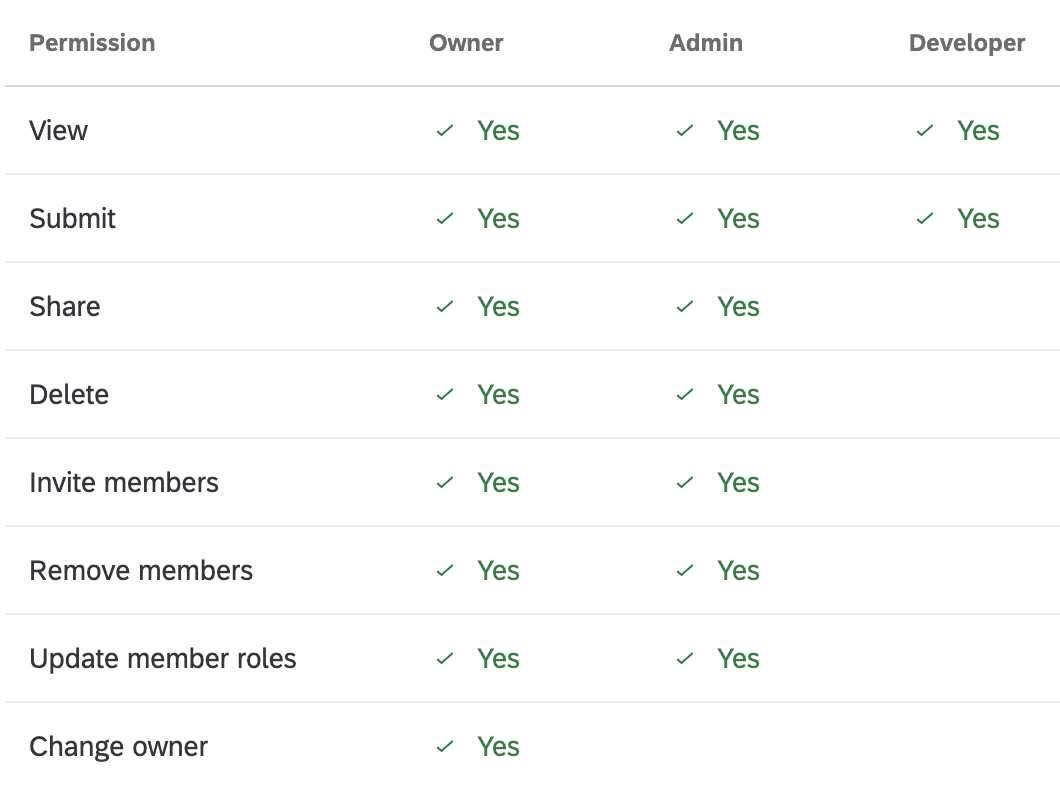 Permission Owner Admin Developer
View ✓ Yes ✓ Yes ✓ Yes
Submit ✓ Yes ✓ Yes ✓ Yes
Share ✓ Yes ✓ Yes
Delete ✓ Yes ✓ Yes
Invite members ✓ Yes ✓ Yes
Remove members ✓ Yes ✓ Yes
Update member roles ✓ Yes ✓ Yes
Change owner ✓ Yes